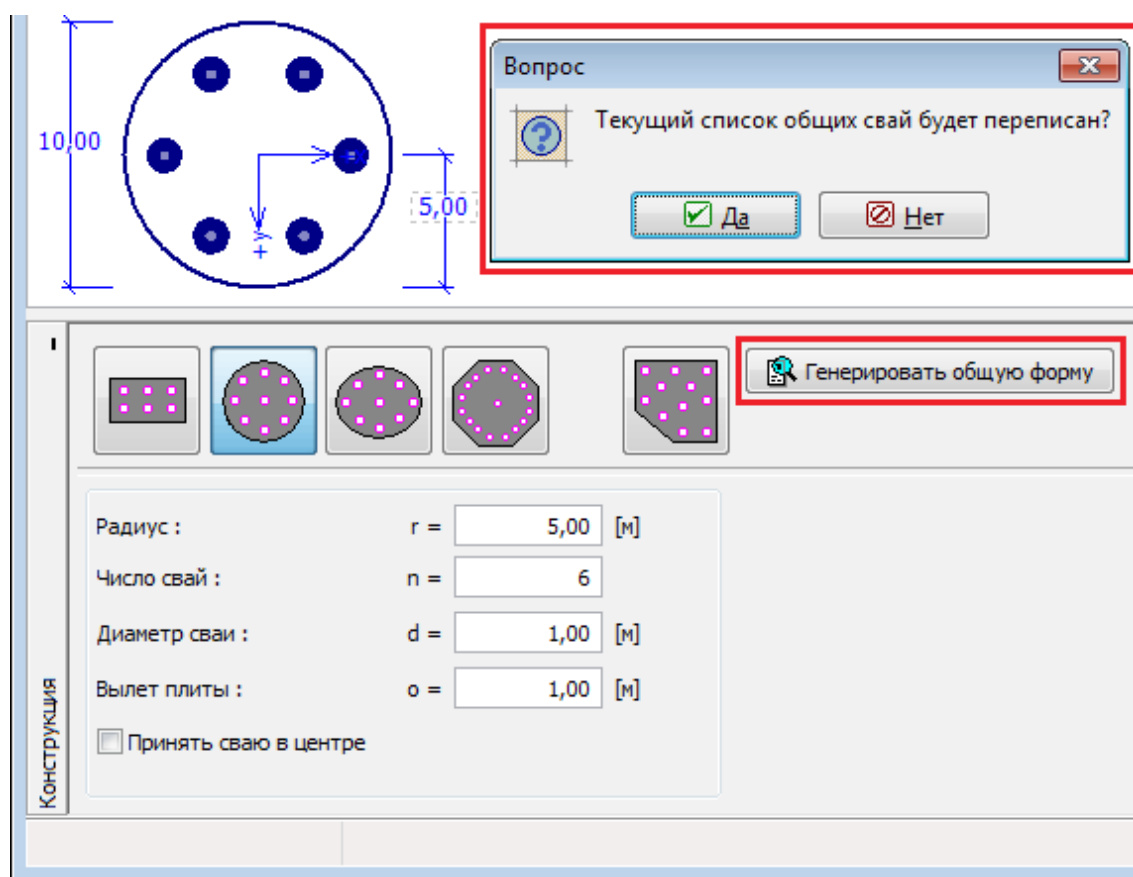 Вопрос
Текущий список общих свай будет переписан?
Да
Нет
10,00
5,00
+y
Генерировать общую форму
Радиус :
r =
5,00
[м]
Число свай :
n =
6
Диаметр сваи :
d =
1,00
[м]
Вылет плиты :
o =
1,00
[м]
Принять сваю в центре
Конструкция